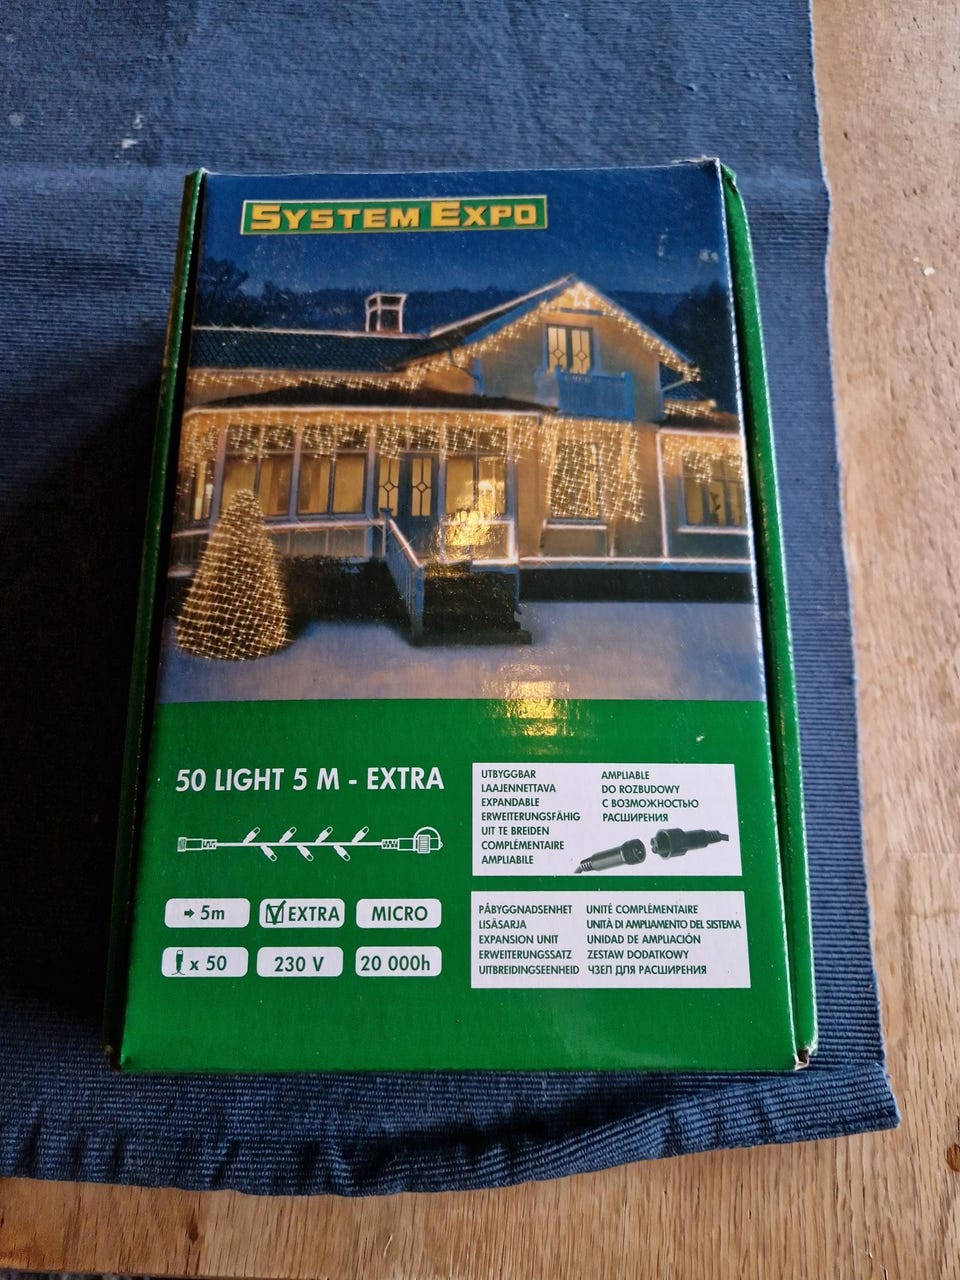 SYSTEM EXPO
50 LIGHT 5 M - EXTRA
5m
EXTRA
MICRO
x 50
230 V
20 000h
UTBYGGBAR
LAAJENNETTAVA
EXPANDABLE
ERWEITERUNGSFÄHIG
UIT TE BREIDEN
COMPLÉMENTAIRE
AMPLIABILE
AMPLIABLE
DO ROZBUDOWY
С ВОЗМОЖНОСТЬЮ
РАСШИРЕНИЯ
PÅBYGGNADSENHET
LISÄSARJA
EXPANSION UNIT
ERWEITERUNGSSATZ
UITBREIDINGSEENHEID
UNITÉ COMPLÉMENTAIRE
UNITÀ DI AMPLIAMENTO DEL SISTEMA
UNIDAD DE AMPLIACIÓN
ZESTAW DODATKOWY
ЧЗЕЛ ДЛЯ РАСШИРЕНИЯ